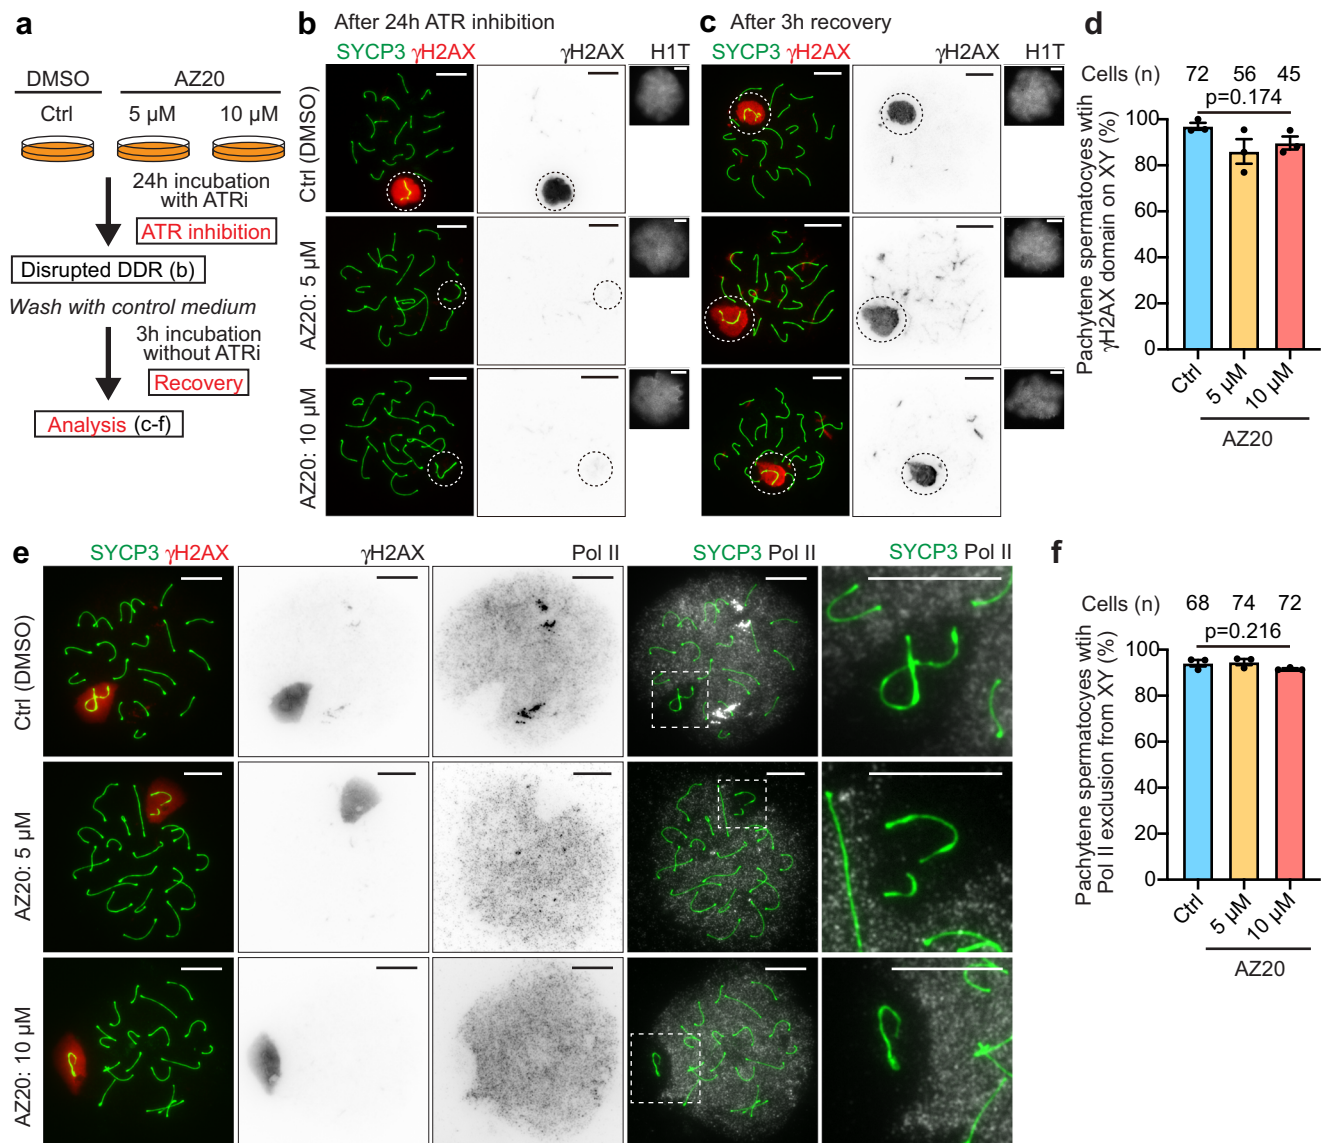 a
DMSO AZ20
Ctrl 5 µM 10 µM
24h incubation
with ATRi
ATR inhibition
Disrupted DDR (b)
Wash with control medium
3h incubation
without ATRi
Recovery
Analysis (c-f)
b After 24h ATR inhibition
SYCP3 γH2AX γH2AX H1T
Ctrl (DMSO)
AZ20: 5 µM
AZ20: 10 µM
c After 3h recovery
SYCP3 γH2AX γH2AX H1T
d
Cells (n) 72 56 45
p=0.174
Pachytene spermatocytes wtih
γH2AX domain on XY (%)
100
80
60
40
20
0
Ctrl 5 µM 10 µM
AZ20
e
SYCP3 γH2AX γH2AX Pol II SYCP3 Pol II SYCP3 Pol II
Ctrl (DMSO)
AZ20: 5 µM
AZ20: 10 µM
f
Cells (n) 68 74 72
p=0.216
Pachytene spermatocytes wtih
Pol II exclusion from XY (%)
100
80
60
40
20
0
Ctrl 5 µM 10 µM
AZ20